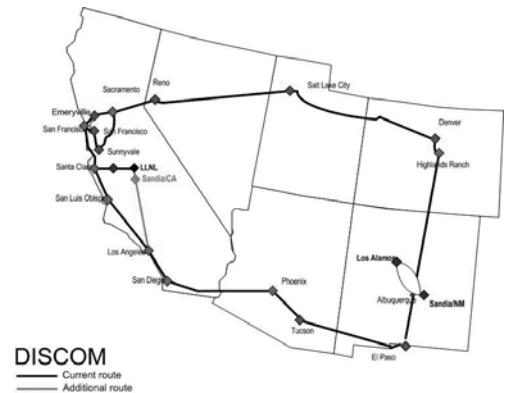 Reno
Sacramento
Salt Lake City
Emeryville
San Francisco
San Francisco
Denver
Sunnyvale
Highlands Ranch
Santa Cla
LLNL
Sandia/CA
San Luis Obisp
Los Angeles
Los Alamos
San Diego
Phoenix
Albuquerque
Sandia/NM
Tucson
El Paso
DISCOM
Current route
Additional route